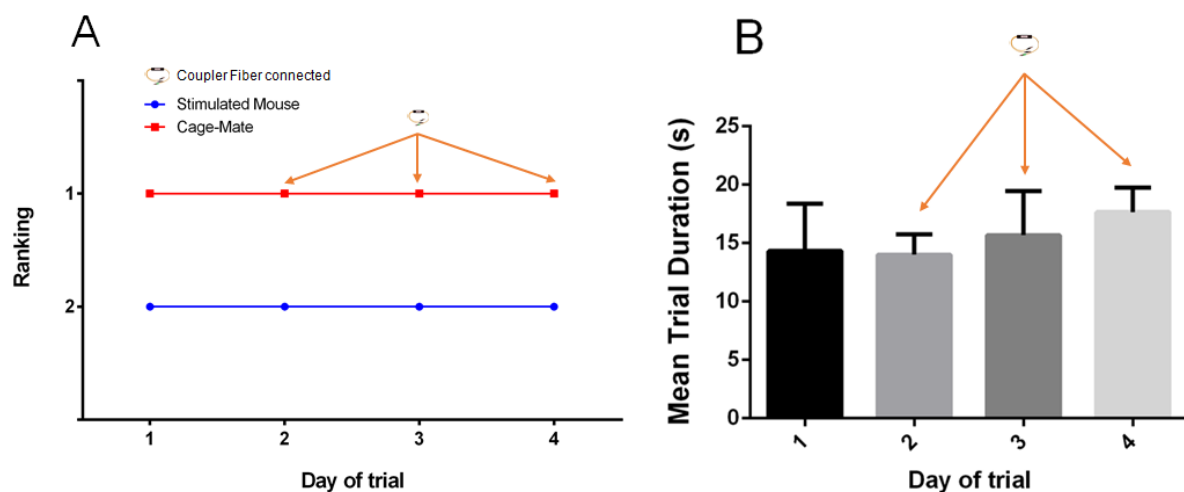 A
Coupler Fiber connected
Stimulated Mouse
Cage-Mate
Ranking
1
2
1 2 3 4
Day of trial
B
Mean Trial Duration (s)
25
20
15
10
5
0
1 2 3 4
Day of trial